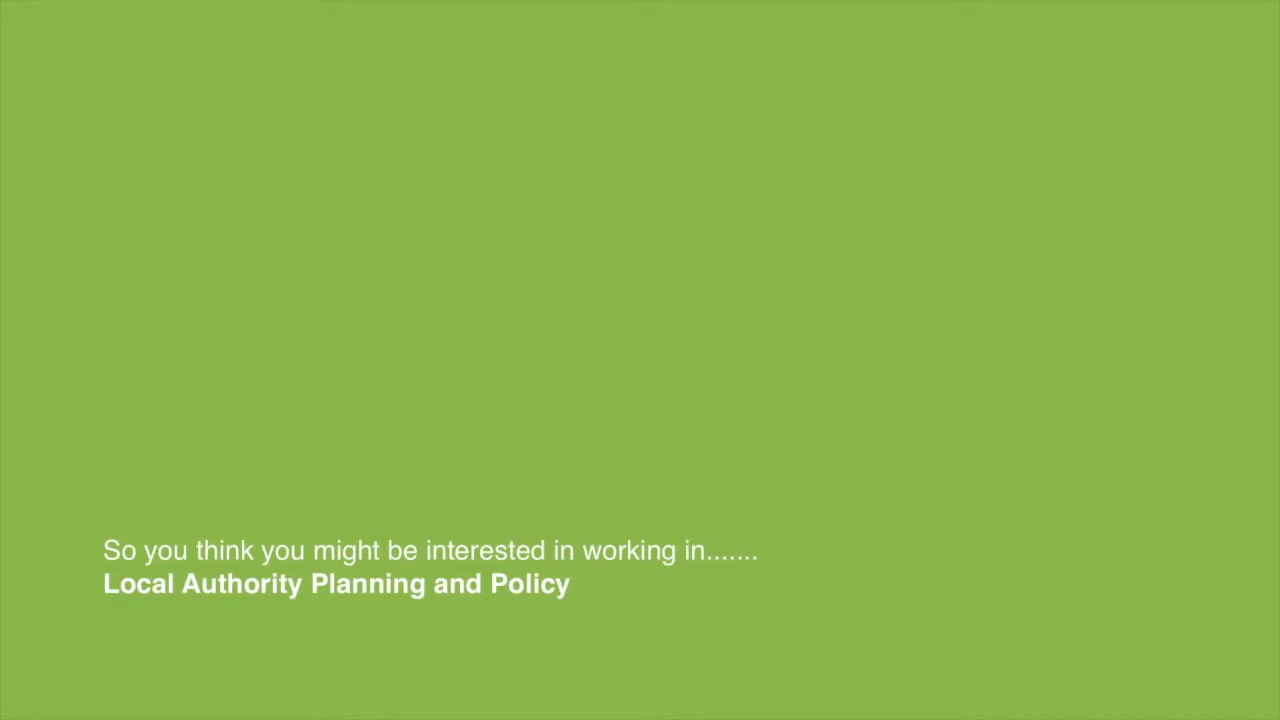 So you think you might be interested in working in.......
Local Authority Planning and Policy